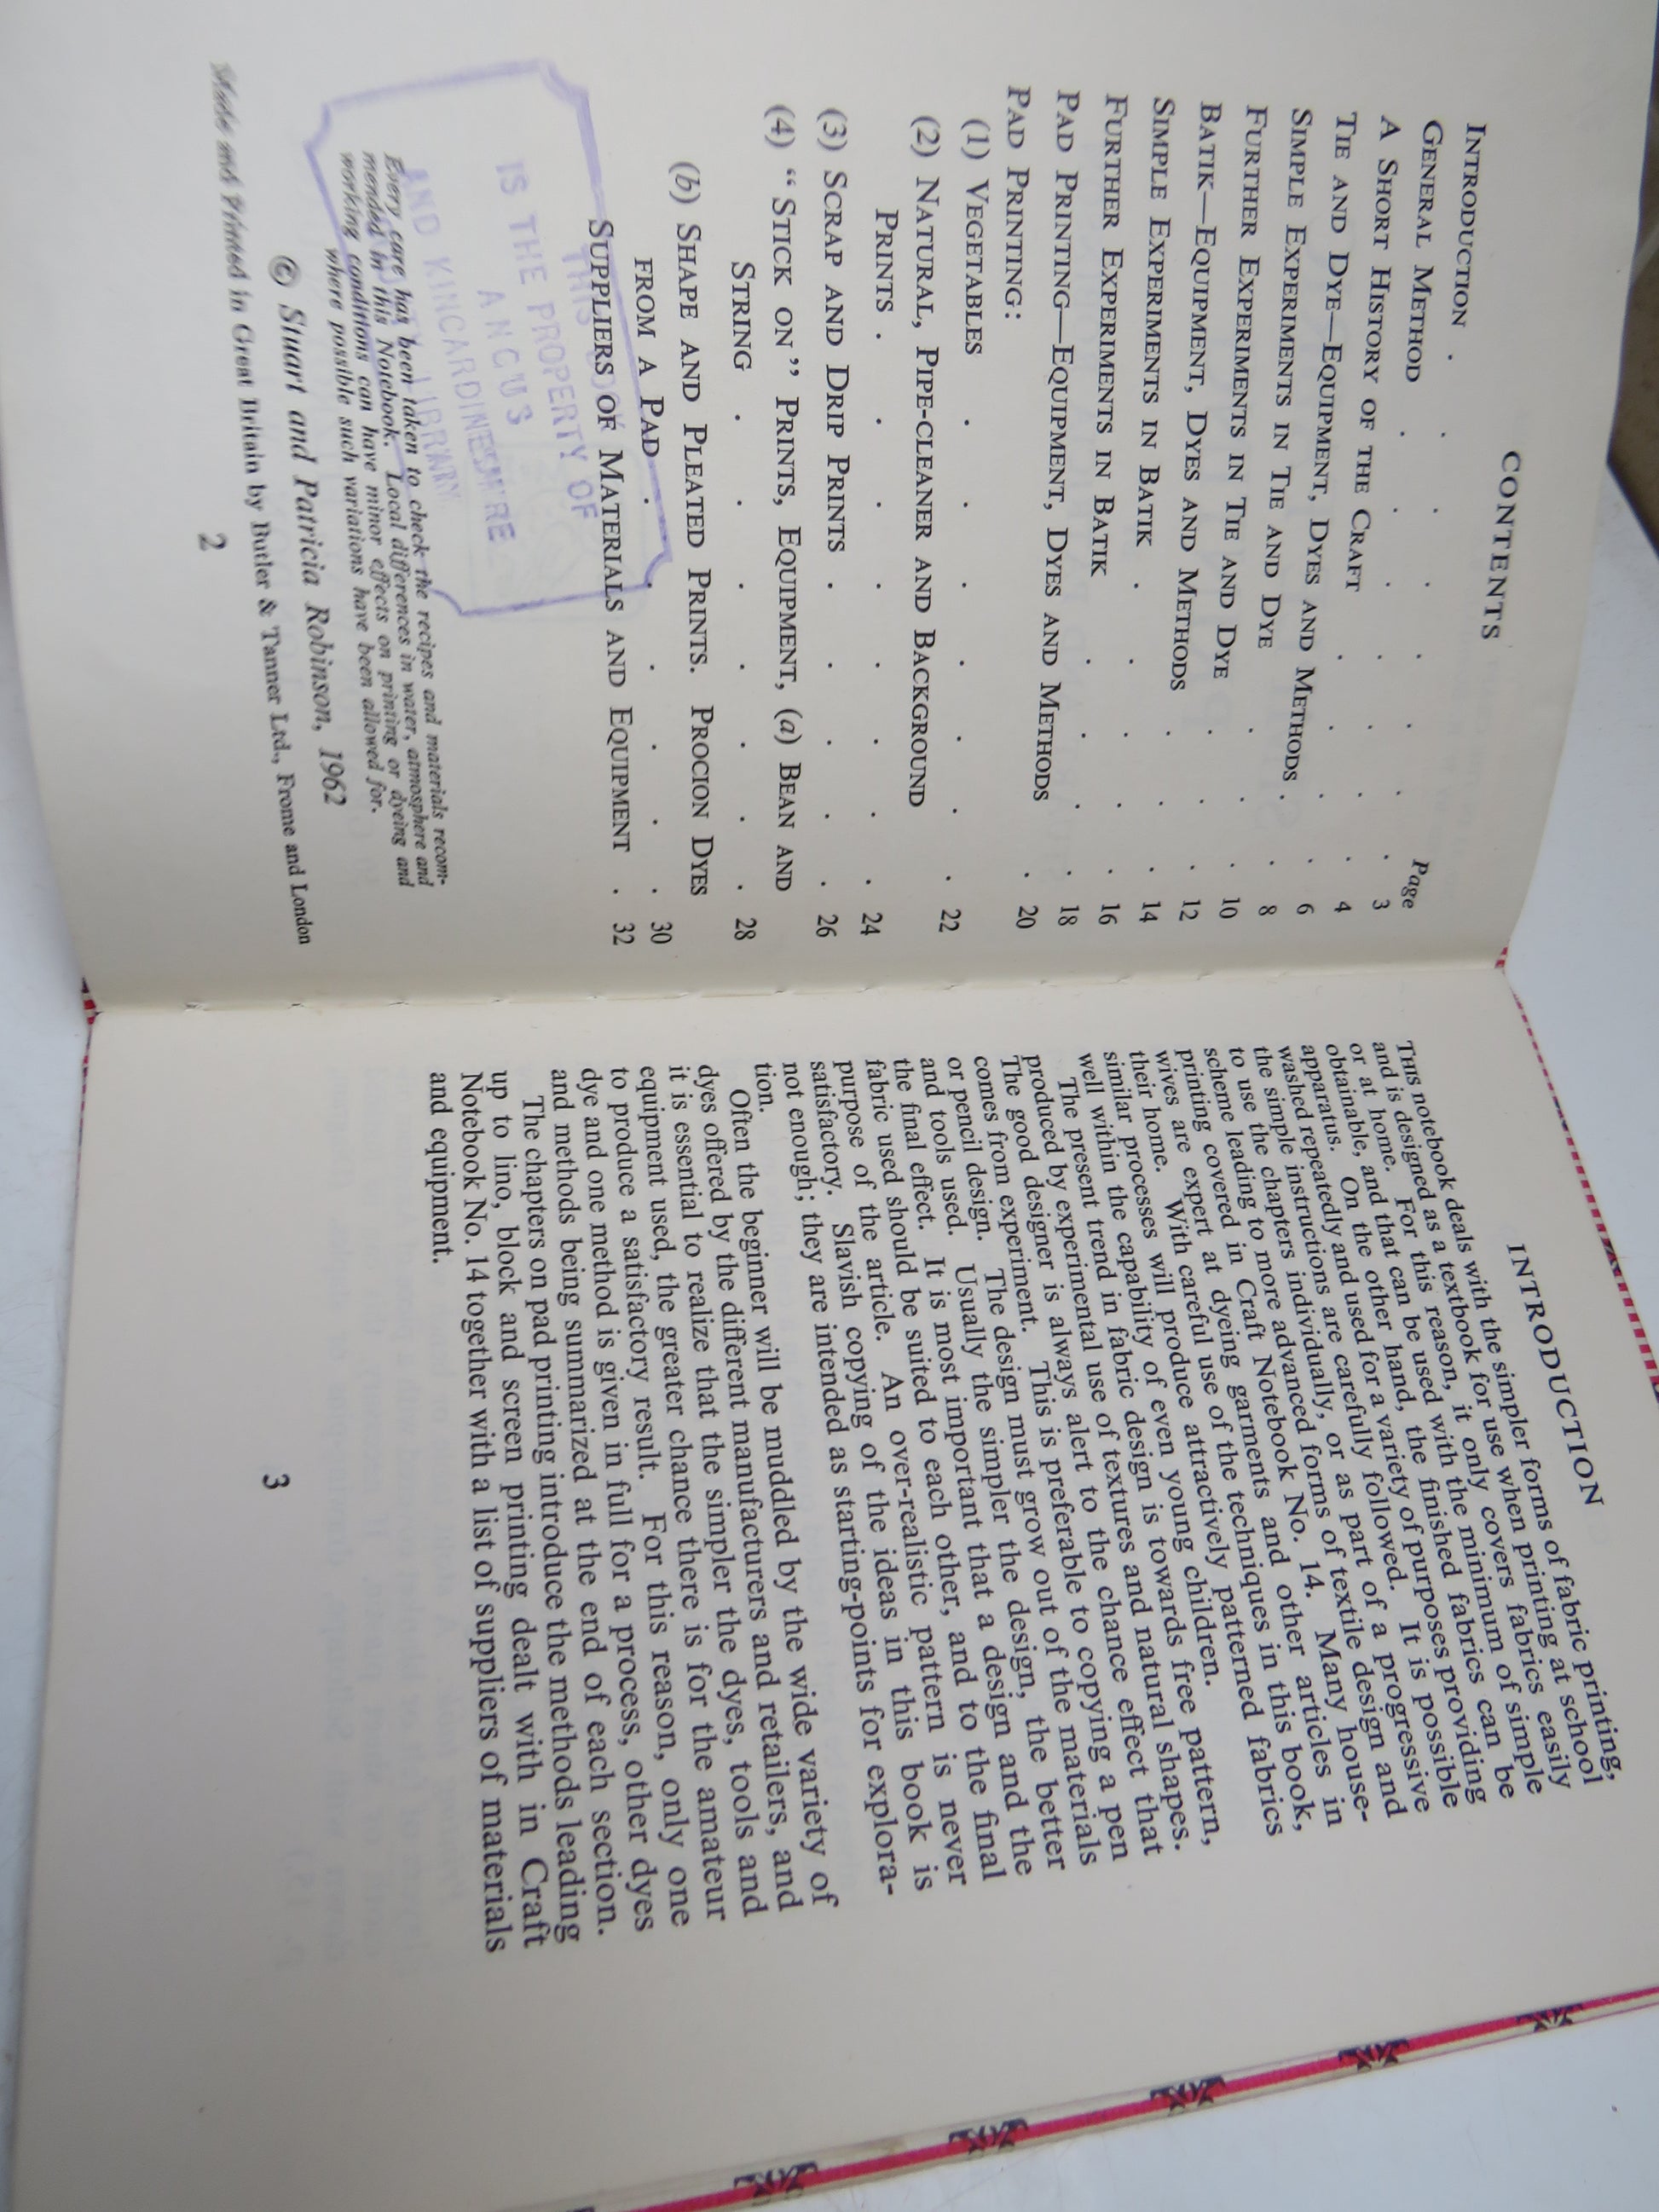 CONTENTS
Page
INTRODUCTION . . . . . . . 3
GENERAL METHOD . . . . . . 4
A SHORT HISTORY OF THE CRAFT . . . . 6
TIE AND DYE—EQUIPMENT, DYES AND METHODS . . 8
SIMPLE EXPERIMENTS IN TIE AND DYE . . . 10
FURTHER EXPERIMENTS IN TIE AND DYE . . . 12
BATIK—EQUIPMENT, DYES AND METHODS . . . 14
SIMPLE EXPERIMENTS IN BATIK . . . . . 16
FURTHER EXPERIMENTS IN BATIK . . . . 18
PAD PRINTING—EQUIPMENT, DYES AND METHODS . 20
PAD PRINTING:
(1) VEGETABLES . . . . . . . 22
(2) NATURAL, PIPE-CLEANER AND BACKGROUND
PRINTS . . . . . . . . 24
(3) SCRAP AND DRIP PRINTS . . . . . 26
(4) “STICK ON” PRINTS, EQUIPMENT, (a) BEAN AND
STRING . . . . . . . 28
(b) SHAPE AND PLEATED PRINTS. PROCION DYES
FROM A PAD . . . . . . 30
SUPPLIERS OF MATERIALS AND EQUIPMENT . 32
THIS BOOK
IS THE PROPERTY OF
ANGUS
AND KINCARDINESHIRE
LIBRARY
Every care has been taken to check the recipes and materials recom-
mended in this Notebook. Local differences in water, atmosphere and
working conditions can have minor effects on printing or dyeing and
where possible such variations have been allowed for.
© Stuart and Patricia Robinson, 1962
Made and Printed in Great Britain by Butler & Tanner Ltd., Frome and London
2
INTRODUCTION
THIS notebook deals with the simpler forms of fabric printing,
and is designed as a textbook for use when printing at school
or at home. For this reason, it only covers fabrics easily
obtainable, and that can be used with the minimum of simple
apparatus. On the other hand, the finished fabrics can be
washed repeatedly and used for a variety of purposes providing
the simple instructions are carefully followed. It is possible
to use the chapters individually, or as part of a progressive
scheme leading to more advanced forms of textile design and
printing covered in Craft Notebook No. 14. Many house-
wives are expert at dyeing garments and other articles in
their home. With careful use of the techniques in this book,
similar processes will produce attractively patterned fabrics
well within the capability of even young children.
The present trend in fabric design is towards free pattern,
produced by experimental use of textures and natural shapes.
The good designer is always alert to the chance effect that
comes from experiment. This is preferable to copying a pen
or pencil design. The design must grow out of the materials
and tools used. Usually the simpler the design, the better
the final effect. It is most important that a design and the
fabric used should be suited to each other, and to the final
purpose of the article. An over-realistic pattern is never
satisfactory. Slavish copying of the ideas in this book is
not enough; they are intended as starting-points for explora-
tion.
Often the beginner will be muddled by the wide variety of
dyes offered by the different manufacturers and retailers, and
it is essential to realize that the simpler the dyes, tools and
equipment used, the greater chance there is for the amateur
to produce a satisfactory result. For this reason, only one
dye and one method is given in full for a process, other dyes
and methods being summarized at the end of each section.
The chapters on pad printing introduce the methods leading
up to lino, block and screen printing dealt with in Craft
Notebook No. 14 together with a list of suppliers of materials
and equipment.
3